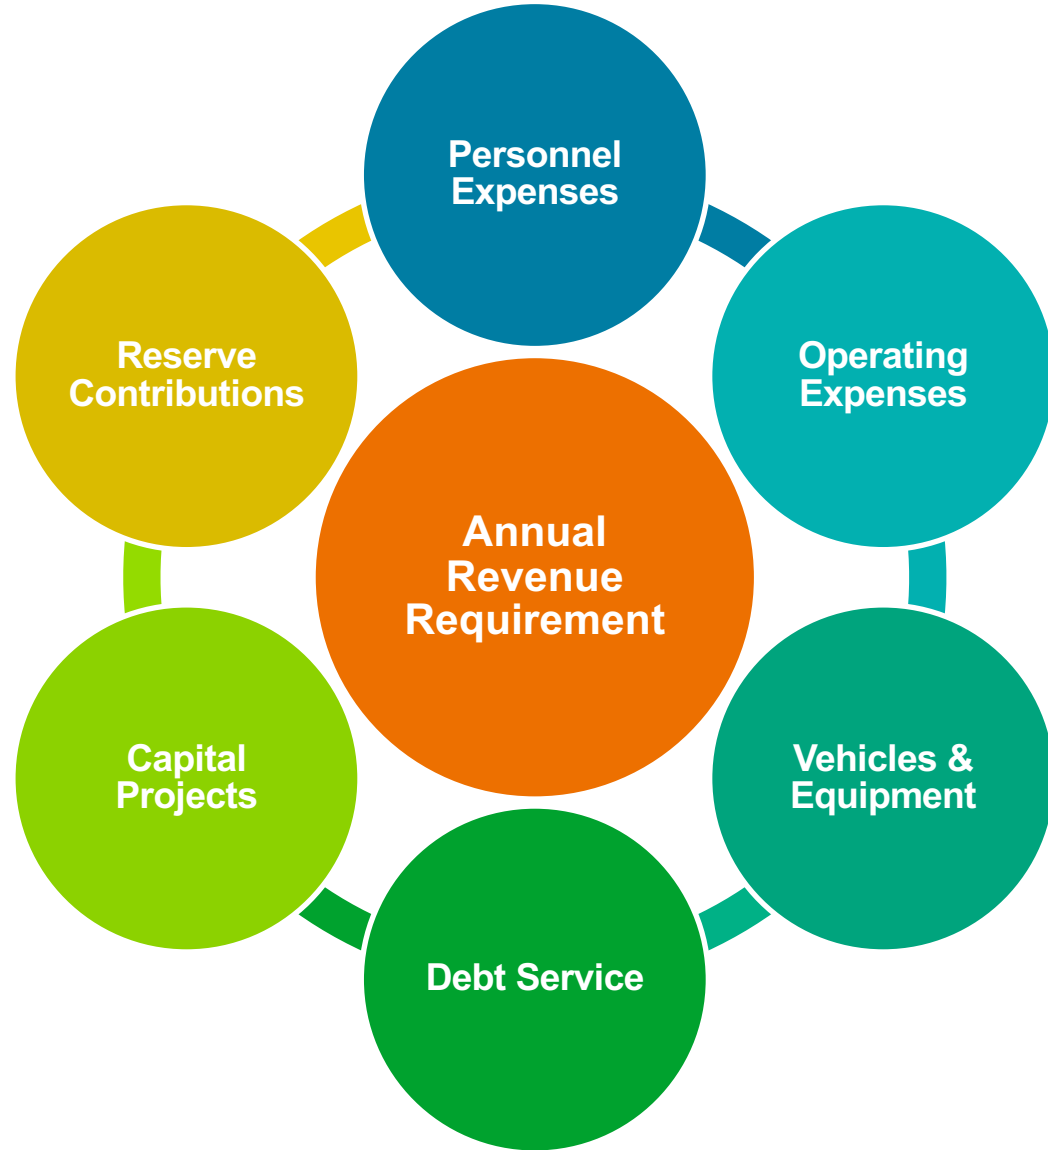 Personnel
Expenses
Reserve
Contributions
Operating
Expenses
Annual
Revenue
Requirement
Capital
Projects
Vehicles &
Equipment
Debt Service